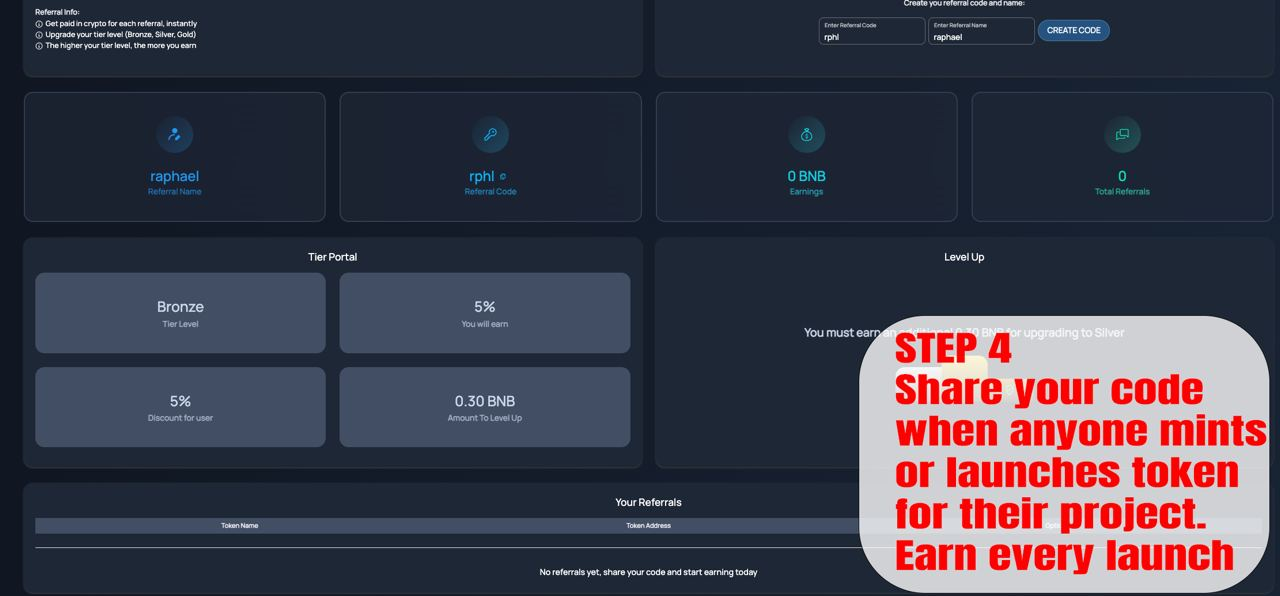 Referral Info:
Get paid in crypto for each referral, instantly
Upgrade your tier level (Bronze, Silver, Gold)
The higher your tier level, the more you earn
Create you referral code and name:
Enter Referral Code
rphl
Enter Referral Name
raphael
CREATE CODE
raphael
Referral Name
rphl
Referral Code
0 BNB
Earnings
0
Total Referrals
Tier Portal
Bronze
Tier Level
5%
You will earn
5%
Discount for user
0.30 BNB
Amount To Level Up
Level Up
You must earn an additional 0.30 BNB for upgrading to Silver
STEP 4
Share your code
when anyone mints
or launches token
for their project.
Earn every launch
Your Referrals
Token Name
Token Address
No referrals yet, share your code and start earning today